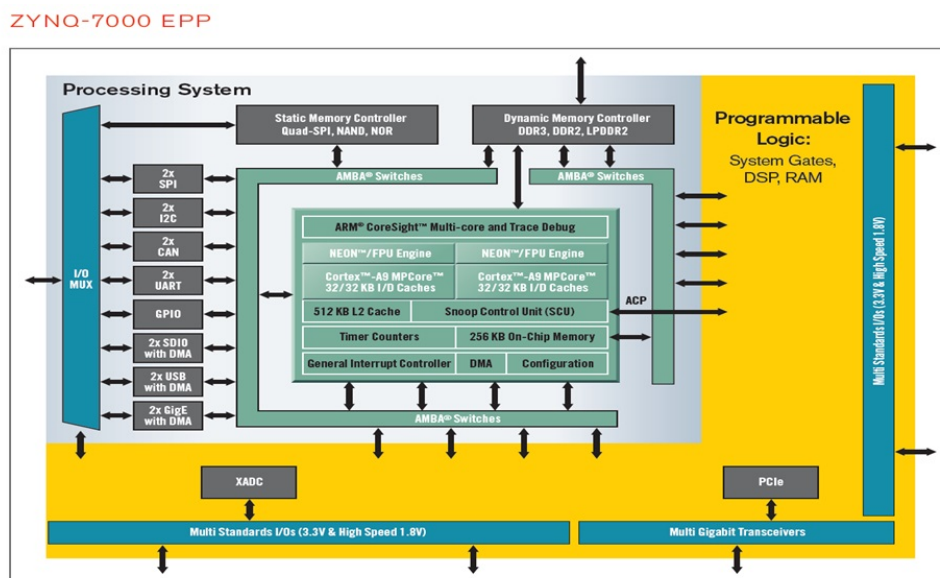 ZYNQ-7000 EPP
Processing System
Static Memory Controller
Quad-SPI, NAND, NOR
Dynamic Memory Controller
DDR3, DDR2, LPDDR2
Programmable
Logic:
System Gates,
DSP, RAM
AMBA® Switches
AMBA® Switches
2x
SPI
2x
I2C
2x
CAN
2x
UART
GPIO
2x SDIO
with DMA
2x USB
with DMA
2x GigE
with DMA
I/O
MUX
ARM® CoreSight™ Multi-core and Trace Debug
NEON™/FPU Engine
NEON™/FPU Engine
Cortex™-A9 MPCore™
32/32 KB I/D Caches
Cortex™-A9 MPCore™
32/32 KB I/D Caches
512 KB L2 Cache
Snoop Control Unit (SCU)
Timer Counters
256 KB On-Chip Memory
General Interrupt Controller
DMA
Configuration
ACP
AMBA® Switches
Multi Standards I/Os (3.3V & High Speed 1.8V)
XADC
PCIe
Multi Standards I/Os (3.3V & High Speed 1.8V)
Multi Gigabit Transceivers